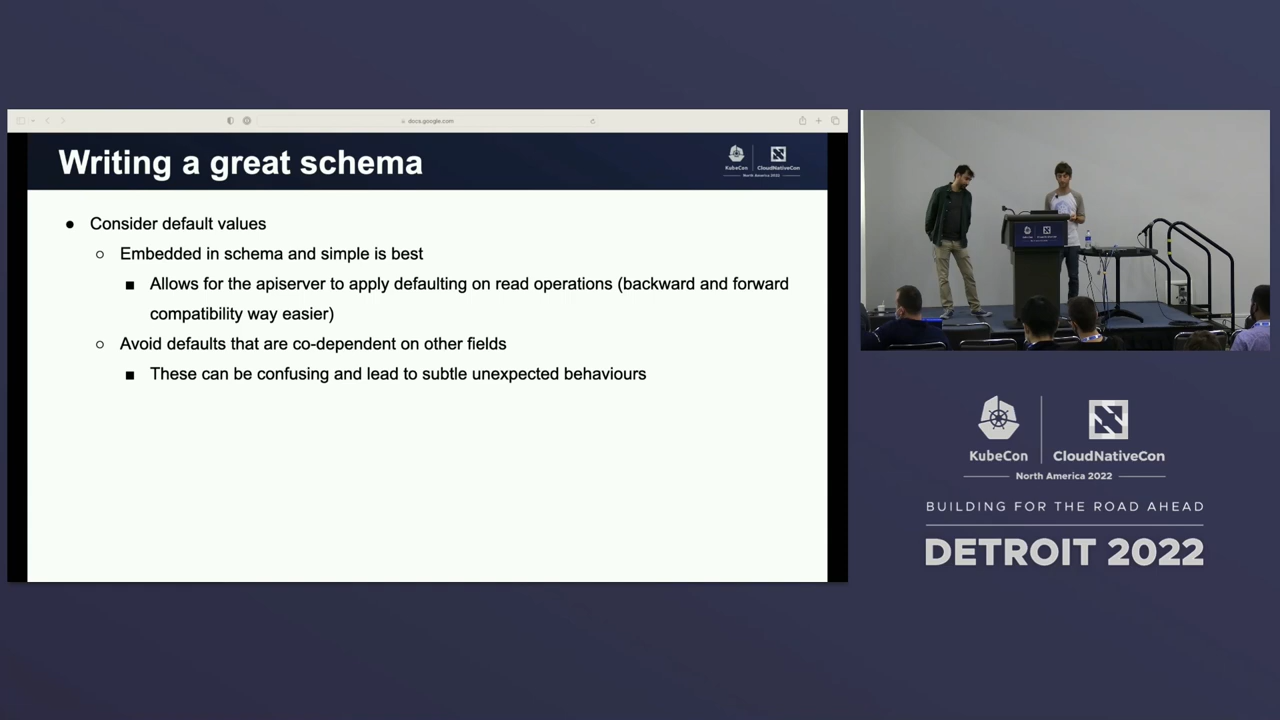 docs.google.com
Writing a great schema
KubeCon
CloudNativeCon
North America 2022
● Consider default values
○ Embedded in schema and simple is best
■ Allows for the apiserver to apply defaulting on read operations (backward and forward
compatibility way easier)
○ Avoid defaults that are co-dependent on other fields
■ These can be confusing and lead to subtle unexpected behaviours
KubeCon
CloudNativeCon
North America 2022
BUILDING FOR THE ROAD AHEAD
DETROIT 2022